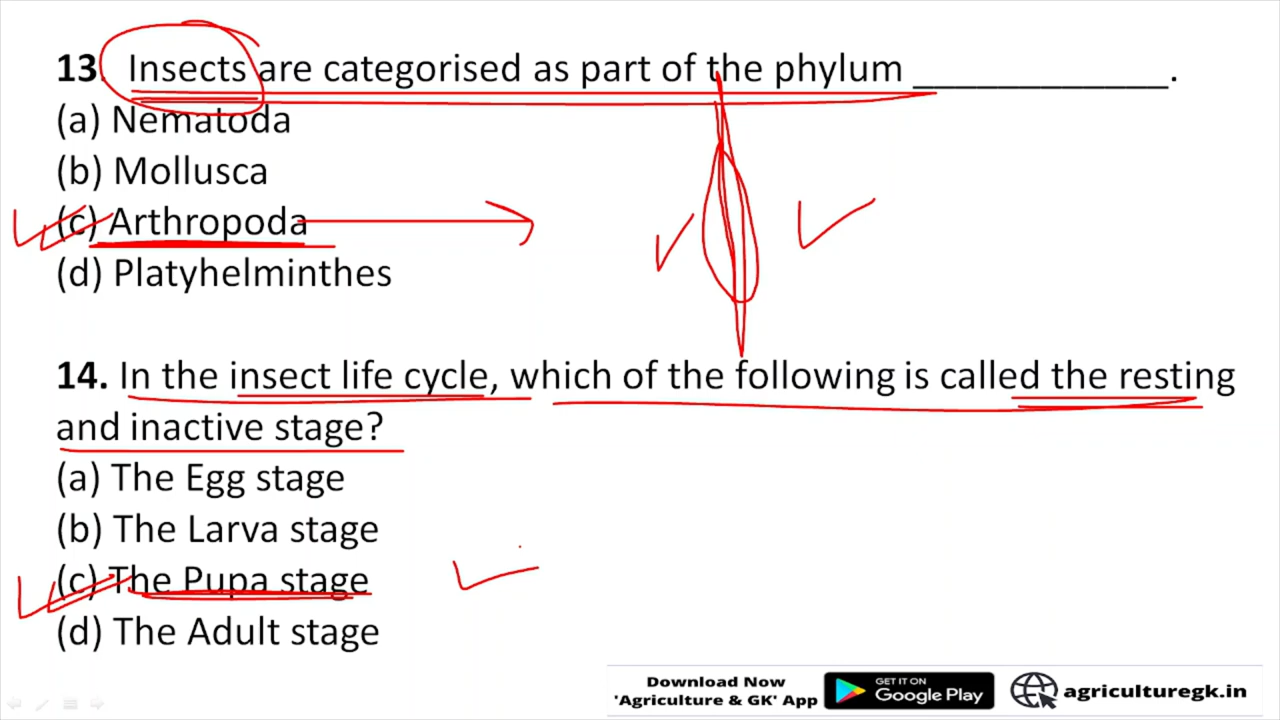 13. Insects are categorised as part of the phylum ____________.
(a) Nematoda
(b) Mollusca
(c) Arthropoda
(d) Platyhelminthes
14. In the insect life cycle, which of the following is called the resting
and inactive stage?
(a) The Egg stage
(b) The Larva stage
(c) The Pupa stage
(d) The Adult stage
Download Now
'Agriculture & GK' App
GET IT ON
Google Play
agriculturegk.in